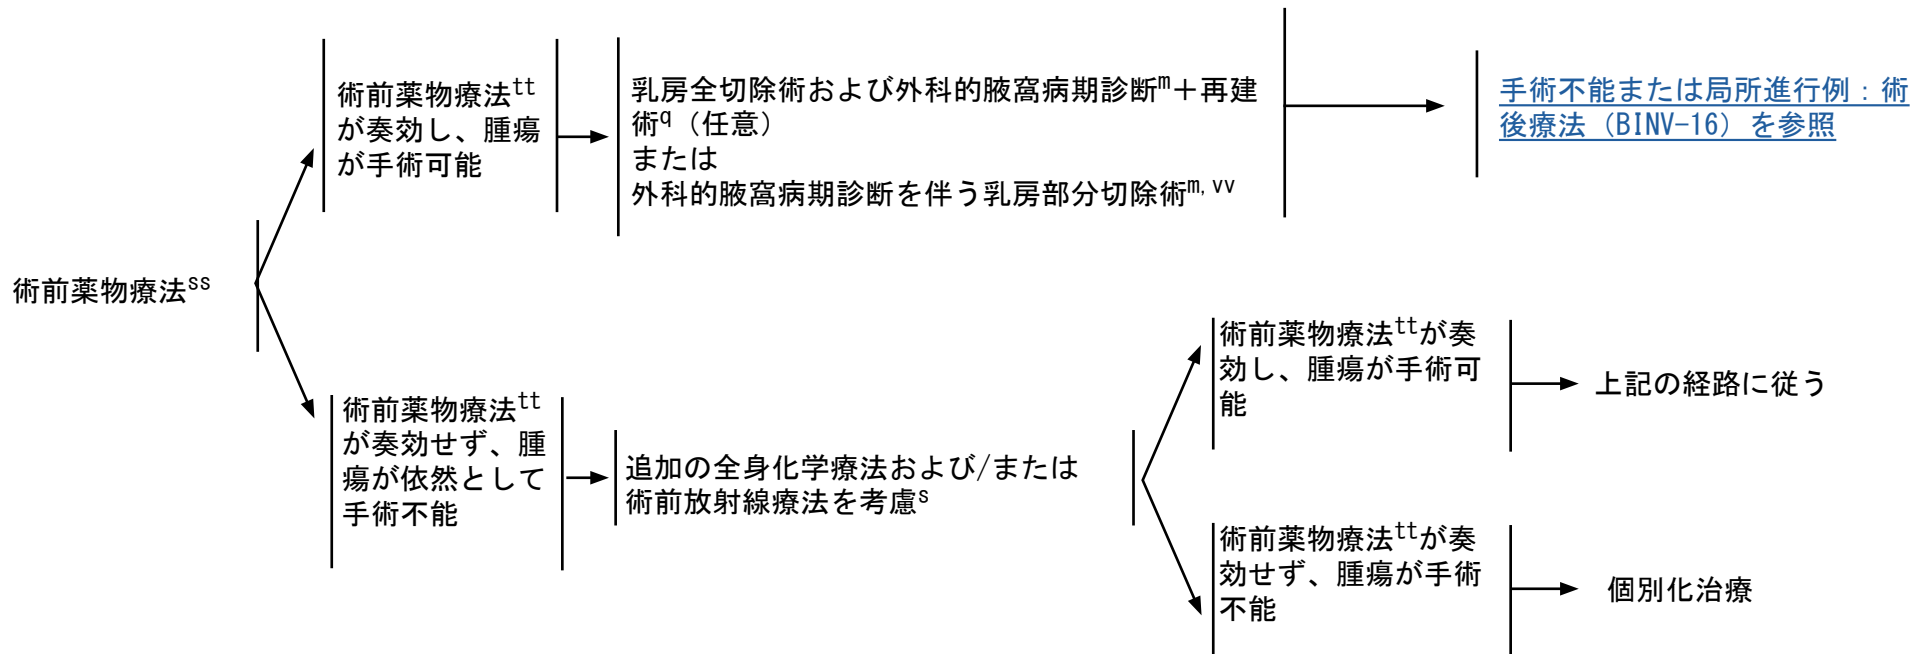 術前薬物療法ss
術前薬物療法tt
が奏効し、腫瘍
が手術可能
乳房全切除術および外科的腋窩病期診断m＋再建
術q（任意）
または
外科的腋窩病期診断を伴う乳房部分切除術m,vv
手術不能または局所進行例：術
後療法（BINV-16）を参照
術前薬物療法tt
が奏効せず、腫
瘍が依然として
手術不能
追加の全身化学療法および/または
術前放射線療法を考慮s
術前薬物療法ttが奏
効し、腫瘍が手術可
能
上記の経路に従う
術前薬物療法ttが奏
効せず、腫瘍が手術
不能
個別化治療